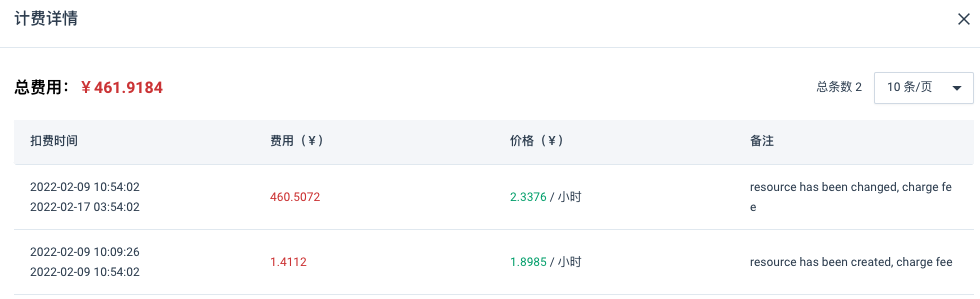 计费详情
总费用：￥461.9184
总条数 2 10 条/页
扣费时间 费用（￥） 价格（￥） 备注
2022-02-09 10:54:02
2022-02-17 03:54:02
460.5072
2.3376 / 小时
resource has been changed, charge fe
e
2022-02-09 10:09:26
2022-02-09 10:54:02
1.4112
1.8985 / 小时
resource has been created, charge fee